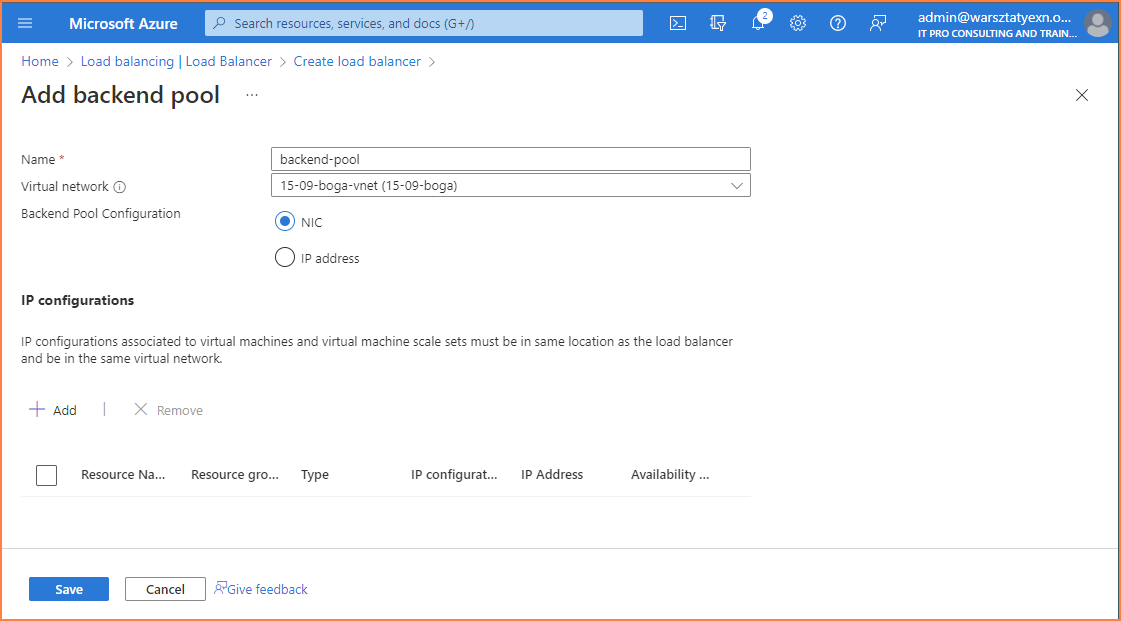 Microsoft Azure
Search resources, services, and docs (G+/)
2
admin@warsztatyexn.o...
IT PRO CONSULTING AND TRAIN...
Home > Load balancing | Load Balancer > Create load balancer >
Add backend pool ...
Name *
backend-pool
Virtual network
15-09-boga-vnet (15-09-boga)
Backend Pool Configuration
NIC
IP address
IP configurations
IP configurations associated to virtual machines and virtual machine scale sets must be in same location as the load balancer
and be in the same virtual network.
Add | Remove
Resource Na... Resource gro... Type IP configurat... IP Address Availability ...
Save Cancel Give feedback